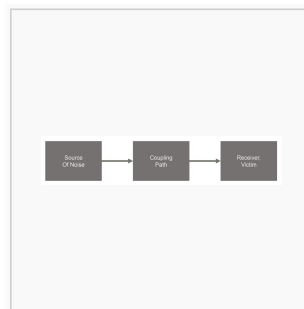 Source
Of Noise
Coupling
Path
Receiver,
Victim